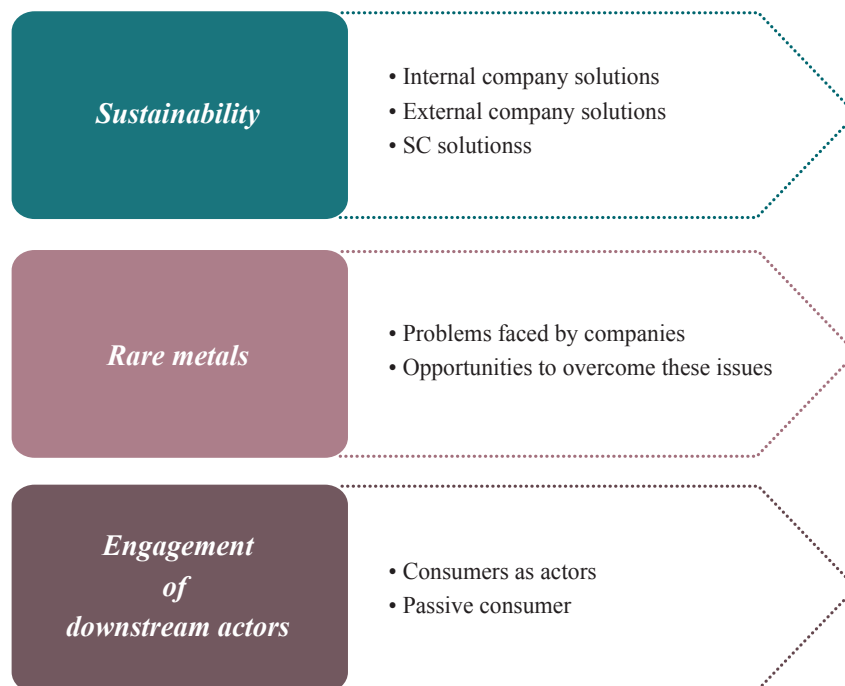 Sustainability
• Internal company solutions
• External company solutions
• SC solutionss
Rare metals
• Problems faced by companies
• Opportunities to overcome these issues
Engagement
of
downstream actors
• Consumers as actors
• Passive consumer